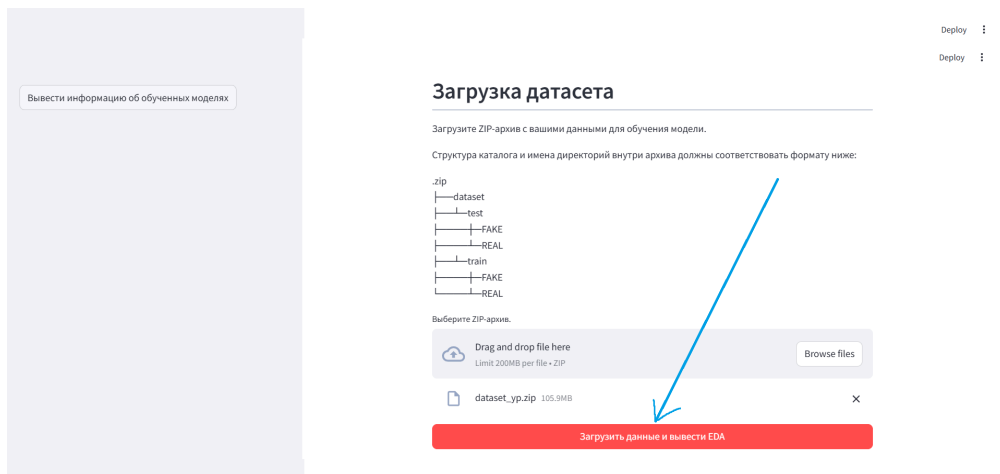 Deploy
Deploy
Вывести информацию об обученных моделях
Загрузка датасета
Загрузите ZIP-архив с вашими данными для обучения модели.
Структура каталога и имена директорий внутри архива должны соответствовать формату ниже:
.zip
├──dataset
├──┴─test
├────┼─FAKE
├────┴─REAL
├──┴─train
├────┼─FAKE
└────┴─REAL
Выберите ZIP-архив.
Drag and drop file here
Limit 200MB per file • ZIP
Browse files
dataset_yp.zip 105.9MB
Загрузить данные и вывести EDA